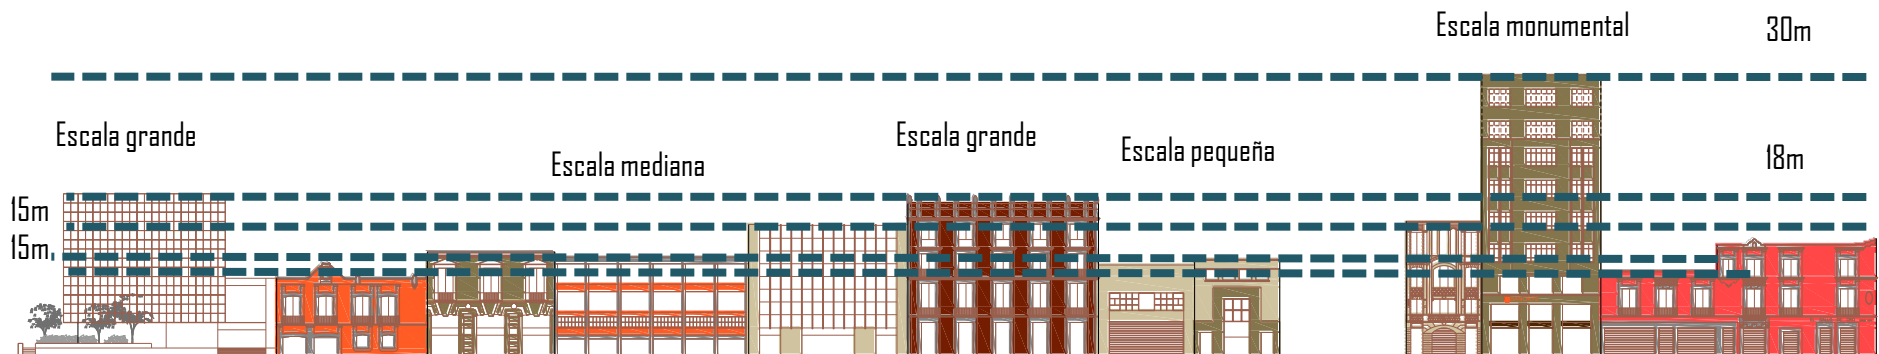 Escala monumental
30m
Escala grande
Escala grande
Escala pequeña
Escala mediana
18m
15m
15m